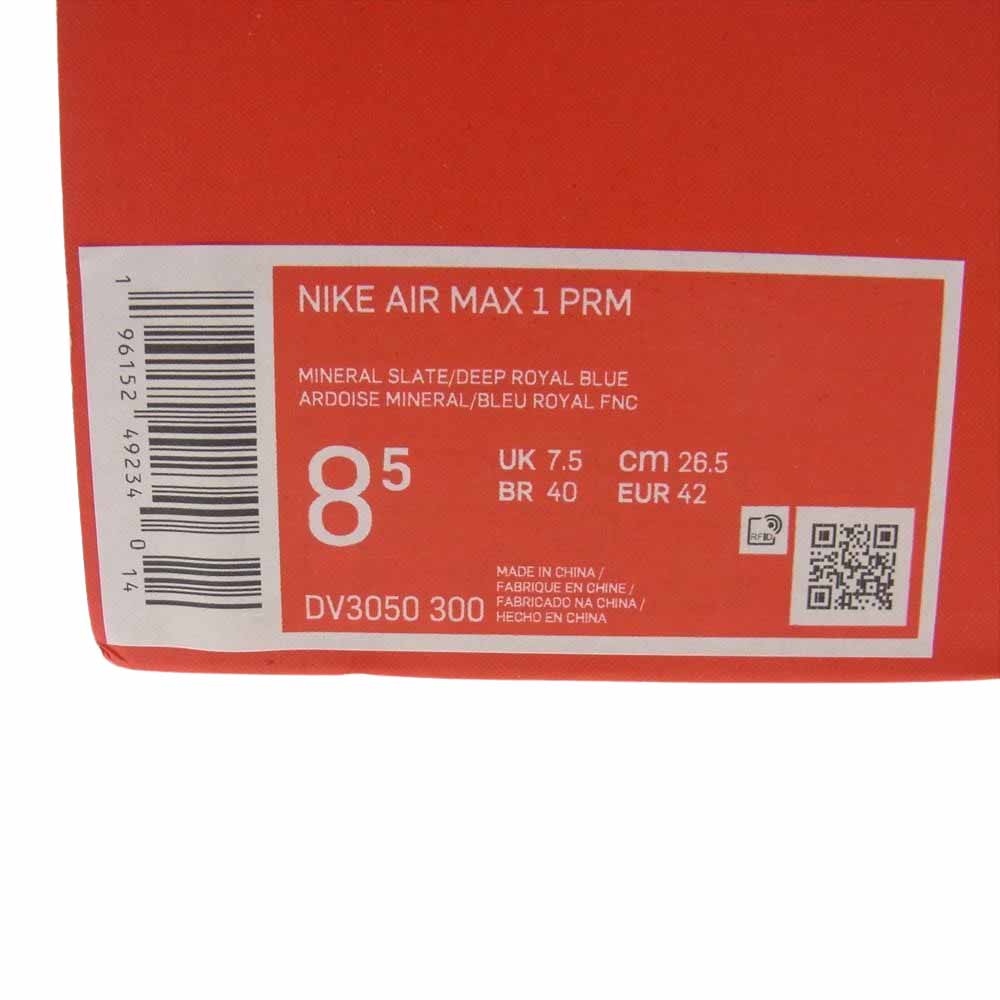 NIKE AIR MAX 1 PRM
MINERAL SLATE/DEEP ROYAL BLUE
ARDOISE MINERAL/BLEU ROYAL FNC
8⁵
UK 7.5 cm 26.5
BR 40 EUR 42
RFID
MADE IN CHINA /
FABRIQUE EN CHINE /
FABRICADO NA CHINA /
HECHO EN CHINA
DV3050 300
1 96152 49234 0 14